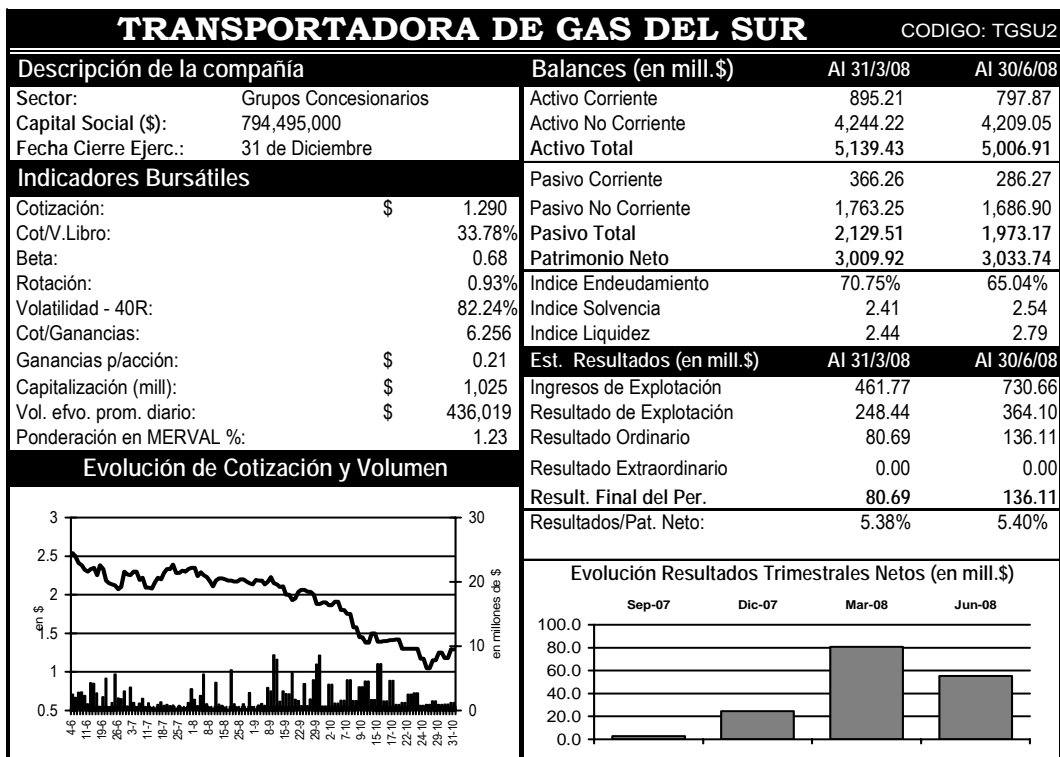 TRANSPORTADORA DE GAS DEL SUR CODIGO: TGSU2
Descripción de la compañía
Sector: Grupos Concesionarios
Capital Social ($): 794,495,000
Fecha Cierre Ejerc.: 31 de Diciembre
Indicadores Bursátiles
Cotización: $ 1.290
Cot/V.Libro: 33.78%
Beta: 0.68
Rotación: 0.93%
Volatilidad - 40R: 82.24%
Cot/Ganancias: 6.256
Ganancias p/acción: $ 0.21
Capitalización (mill): $ 1,025
Vol. efvo. prom. diario: $ 436,019
Ponderación en MERVAL %: 1.23
Evolución de Cotización y Volumen
3
2.5
2
1.5
1
0.5
en $
30
20
10
0
en millones de $
4-6 11-6 19-6 26-6 3-7 11-7 18-7 25-7 1-8 8-8 15-8 25-8 1-9 8-9 15-9 22-9 29-9 2-10 7-10 9-10 15-10 17-10 22-10 24-10 29-10 31-10
Balances (en mill.$) Al 31/3/08 Al 30/6/08
Activo Corriente 895.21 797.87
Activo No Corriente 4,244.22 4,209.05
Activo Total 5,139.43 5,006.91
Pasivo Corriente 366.26 286.27
Pasivo No Corriente 1,763.25 1,686.90
Pasivo Total 2,129.51 1,973.17
Patrimonio Neto 3,009.92 3,033.74
Indice Endeudamiento 70.75% 65.04%
Indice Solvencia 2.41 2.54
Indice Liquidez 2.44 2.79
Est. Resultados (en mill.$) Al 31/3/08 Al 30/6/08
Ingresos de Explotación 461.77 730.66
Resultado de Explotación 248.44 364.10
Resultado Ordinario 80.69 136.11
Resultado Extraordinario 0.00 0.00
Result. Final del Per. 80.69 136.11
Resultados/Pat. Neto: 5.38% 5.40%
Evolución Resultados Trimestrales Netos (en mill.$)
Sep-07 Dic-07 Mar-08 Jun-08
100.0
80.0
60.0
40.0
20.0
0.0